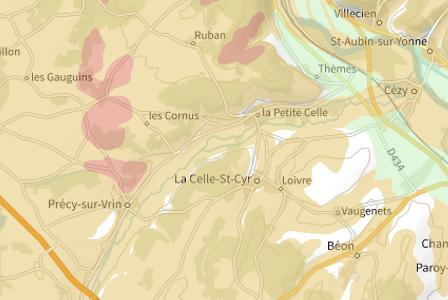 Villecien
Ruban
St-Aubin-sur-Yonne
illon
Thèmes
les Gauguins
Cézy
les Cornus
la Petite Celle
D434
La Celle-St-Cyr
Loivre
Précy-sur-Vrin
Vaugenets
Béon
Cham
Paroy-